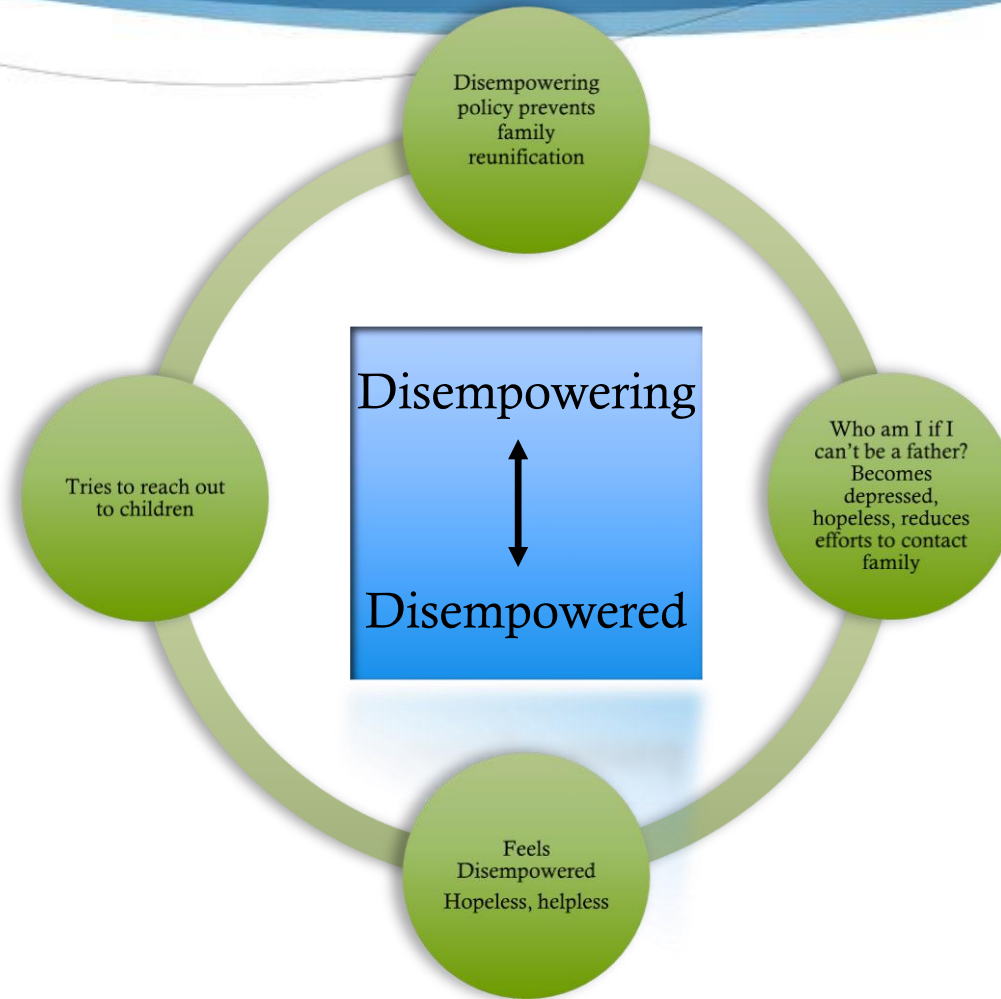 Disempowering
policy prevents
family
reunification
Disempowering
Disempowered
Who am I if I
can’t be a father?
Becomes
depressed,
hopeless, reduces
efforts to contact
family
Feels
Disempowered
Hopeless, helpless
Tries to reach out
to children